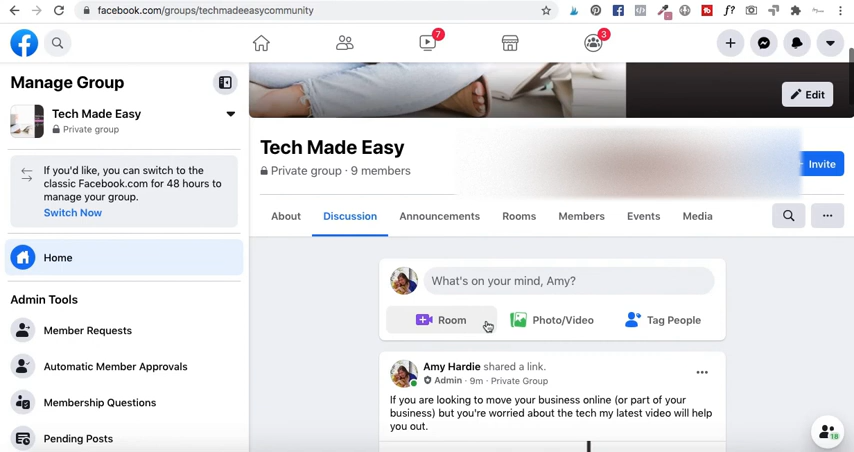 facebook.com/groups/techmadeeasycommunity
7
3
Manage Group
Tech Made Easy
Private group
If you'd like, you can switch to the
classic Facebook.com for 48 hours to
manage your group.
Switch Now
Home
Admin Tools
Member Requests
Automatic Member Approvals
Membership Questions
Pending Posts
Edit
Tech Made Easy
Private group · 9 members
Invite
About Discussion Announcements Rooms Members Events Media
What's on your mind, Amy?
Room Photo/Video Tag People
Amy Hardie shared a link.
Admin · 9m · Private Group
If you are looking to move your business online (or part of your
business) but you're worried about the tech my latest video will help
you out.
18